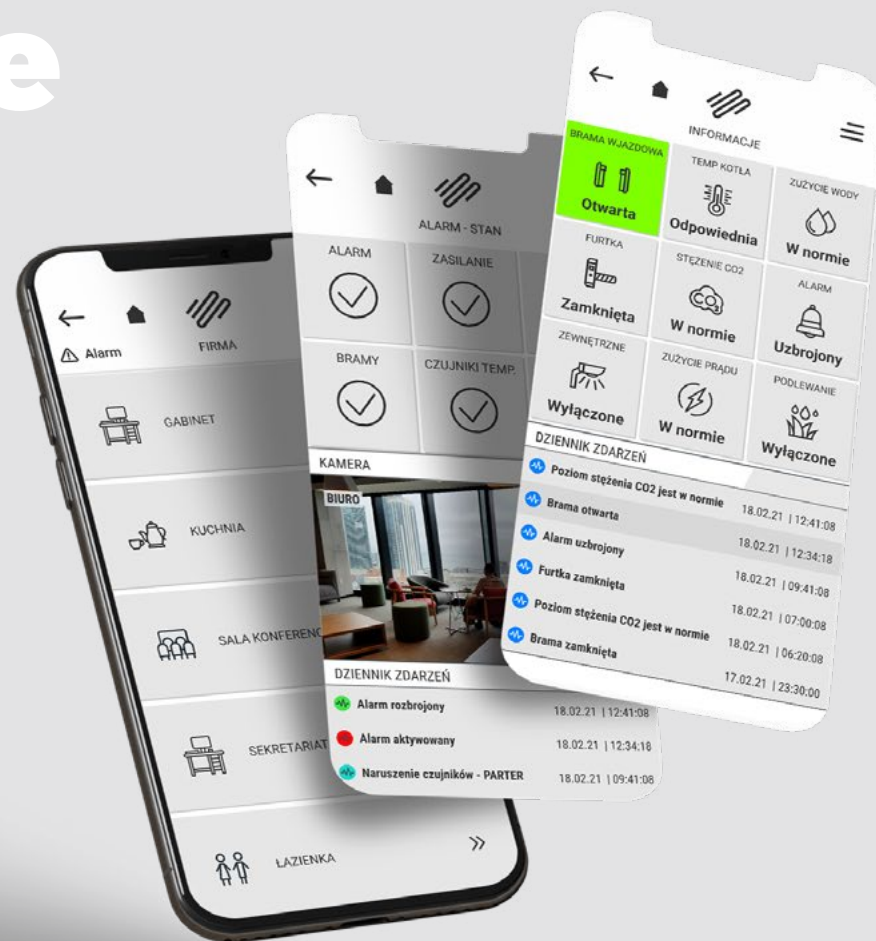 e
Alarm
FIRMA
GABINET
KUCHNIA
SALA
SEKRETARIAT
ŁAZIENKA
ALARM - STAN
ALARM
ZASILANIE
BRAMY
CZUJNIKI TEMP.
KAMERA
BIURO
DZIENNIK ZDARZEŃ
Alarm rozbrojony 18.02.21 | 12:41:08
Alarm aktywowany 18.02.21 | 12:34:18
Naruszenie czujników - PARTER 18.02.21 | 09:41:08
INFORMACJE
BRAMA WJAZDOWA
Otwarta
TEMP KOTŁA
Odpowiednia
ZUŻYCIE WODY
W normie
FURTKA
Zamknięta
STĘŻENIE CO2
CO2
W normie
ALARM
Uzbrojony
ZEWNĘTRZNE
Wyłączone
ZUŻYCIE PRĄDU
W normie
PODLEWANIE
Wyłączone
DZIENNIK ZDARZEŃ
Poziom stężenia CO2 jest w normie 18.02.21 | 12:41:08
Brama otwarta 18.02.21 | 12:34:18
Alarm uzbrojony 18.02.21 | 09:41:08
Furtka zamknięta 18.02.21 | 07:00:08
Poziom stężenia CO2 jest w normie 18.02.21 | 06:20:08
Brama zamknięta 17.02.21 | 23:30:00